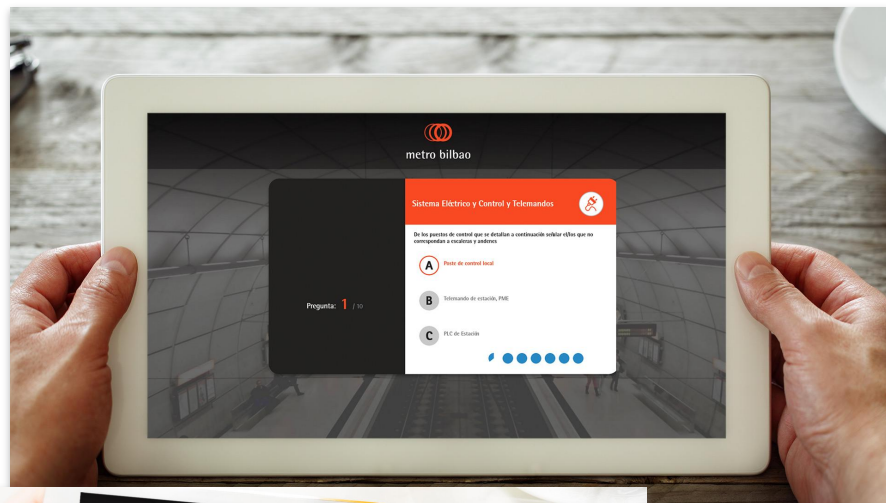 metro bilbao
Sistema Eléctrico y Control y Telemandos
De los puestos de control que se detallan a continuación señalar el/los que no
correspondan a escaleras y andenes
A Poste de control local
B Telemando de estación, PME
C PLC de Estación
Pregunta: 1 / 10